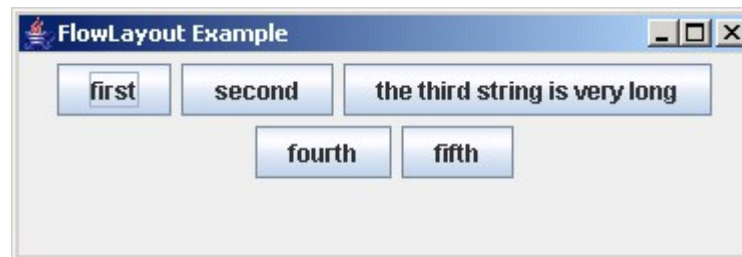 FlowLayout Example
first second the third string is very long
fourth fifth